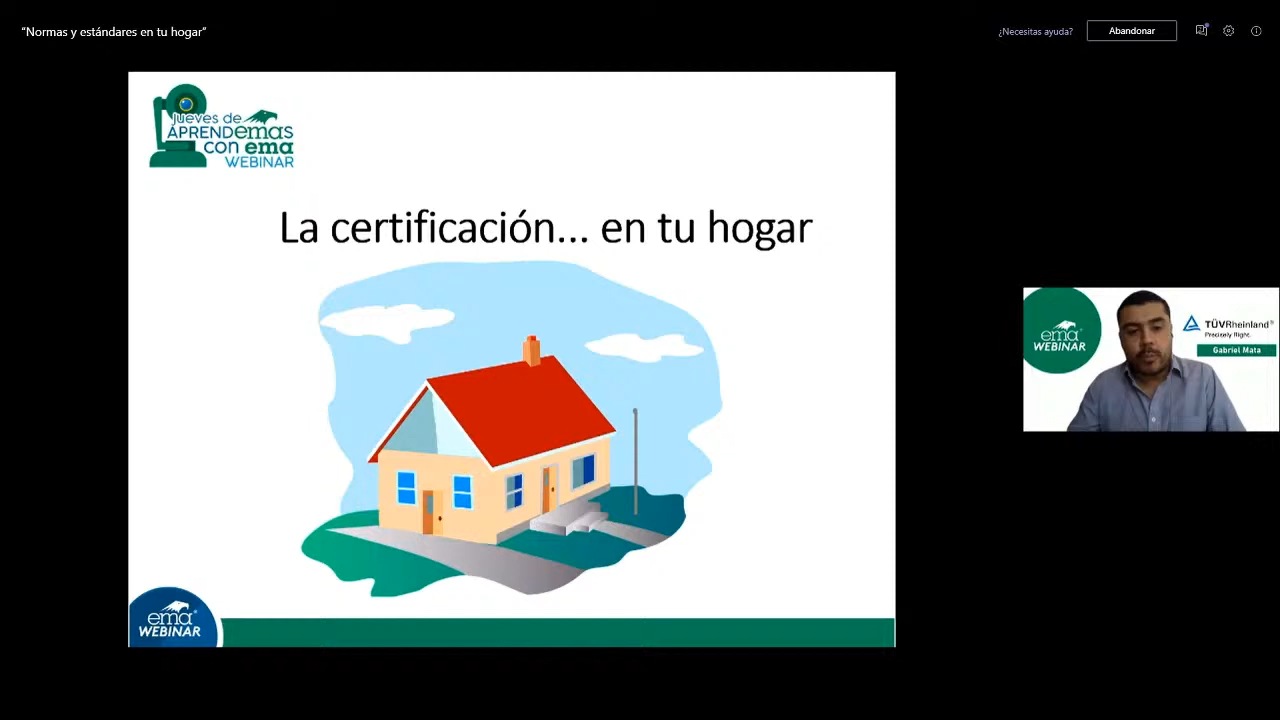 “Normas y estándares en tu hogar”
¿Necesitas ayuda?
Abandonar
jueves de
APRENDEMAS
con ema
WEBINAR
La certificación... en tu hogar
ema
WEBINAR
TÜVRheinland®
Precisely Right.
Gabriel Mata
ema®
WEBINAR